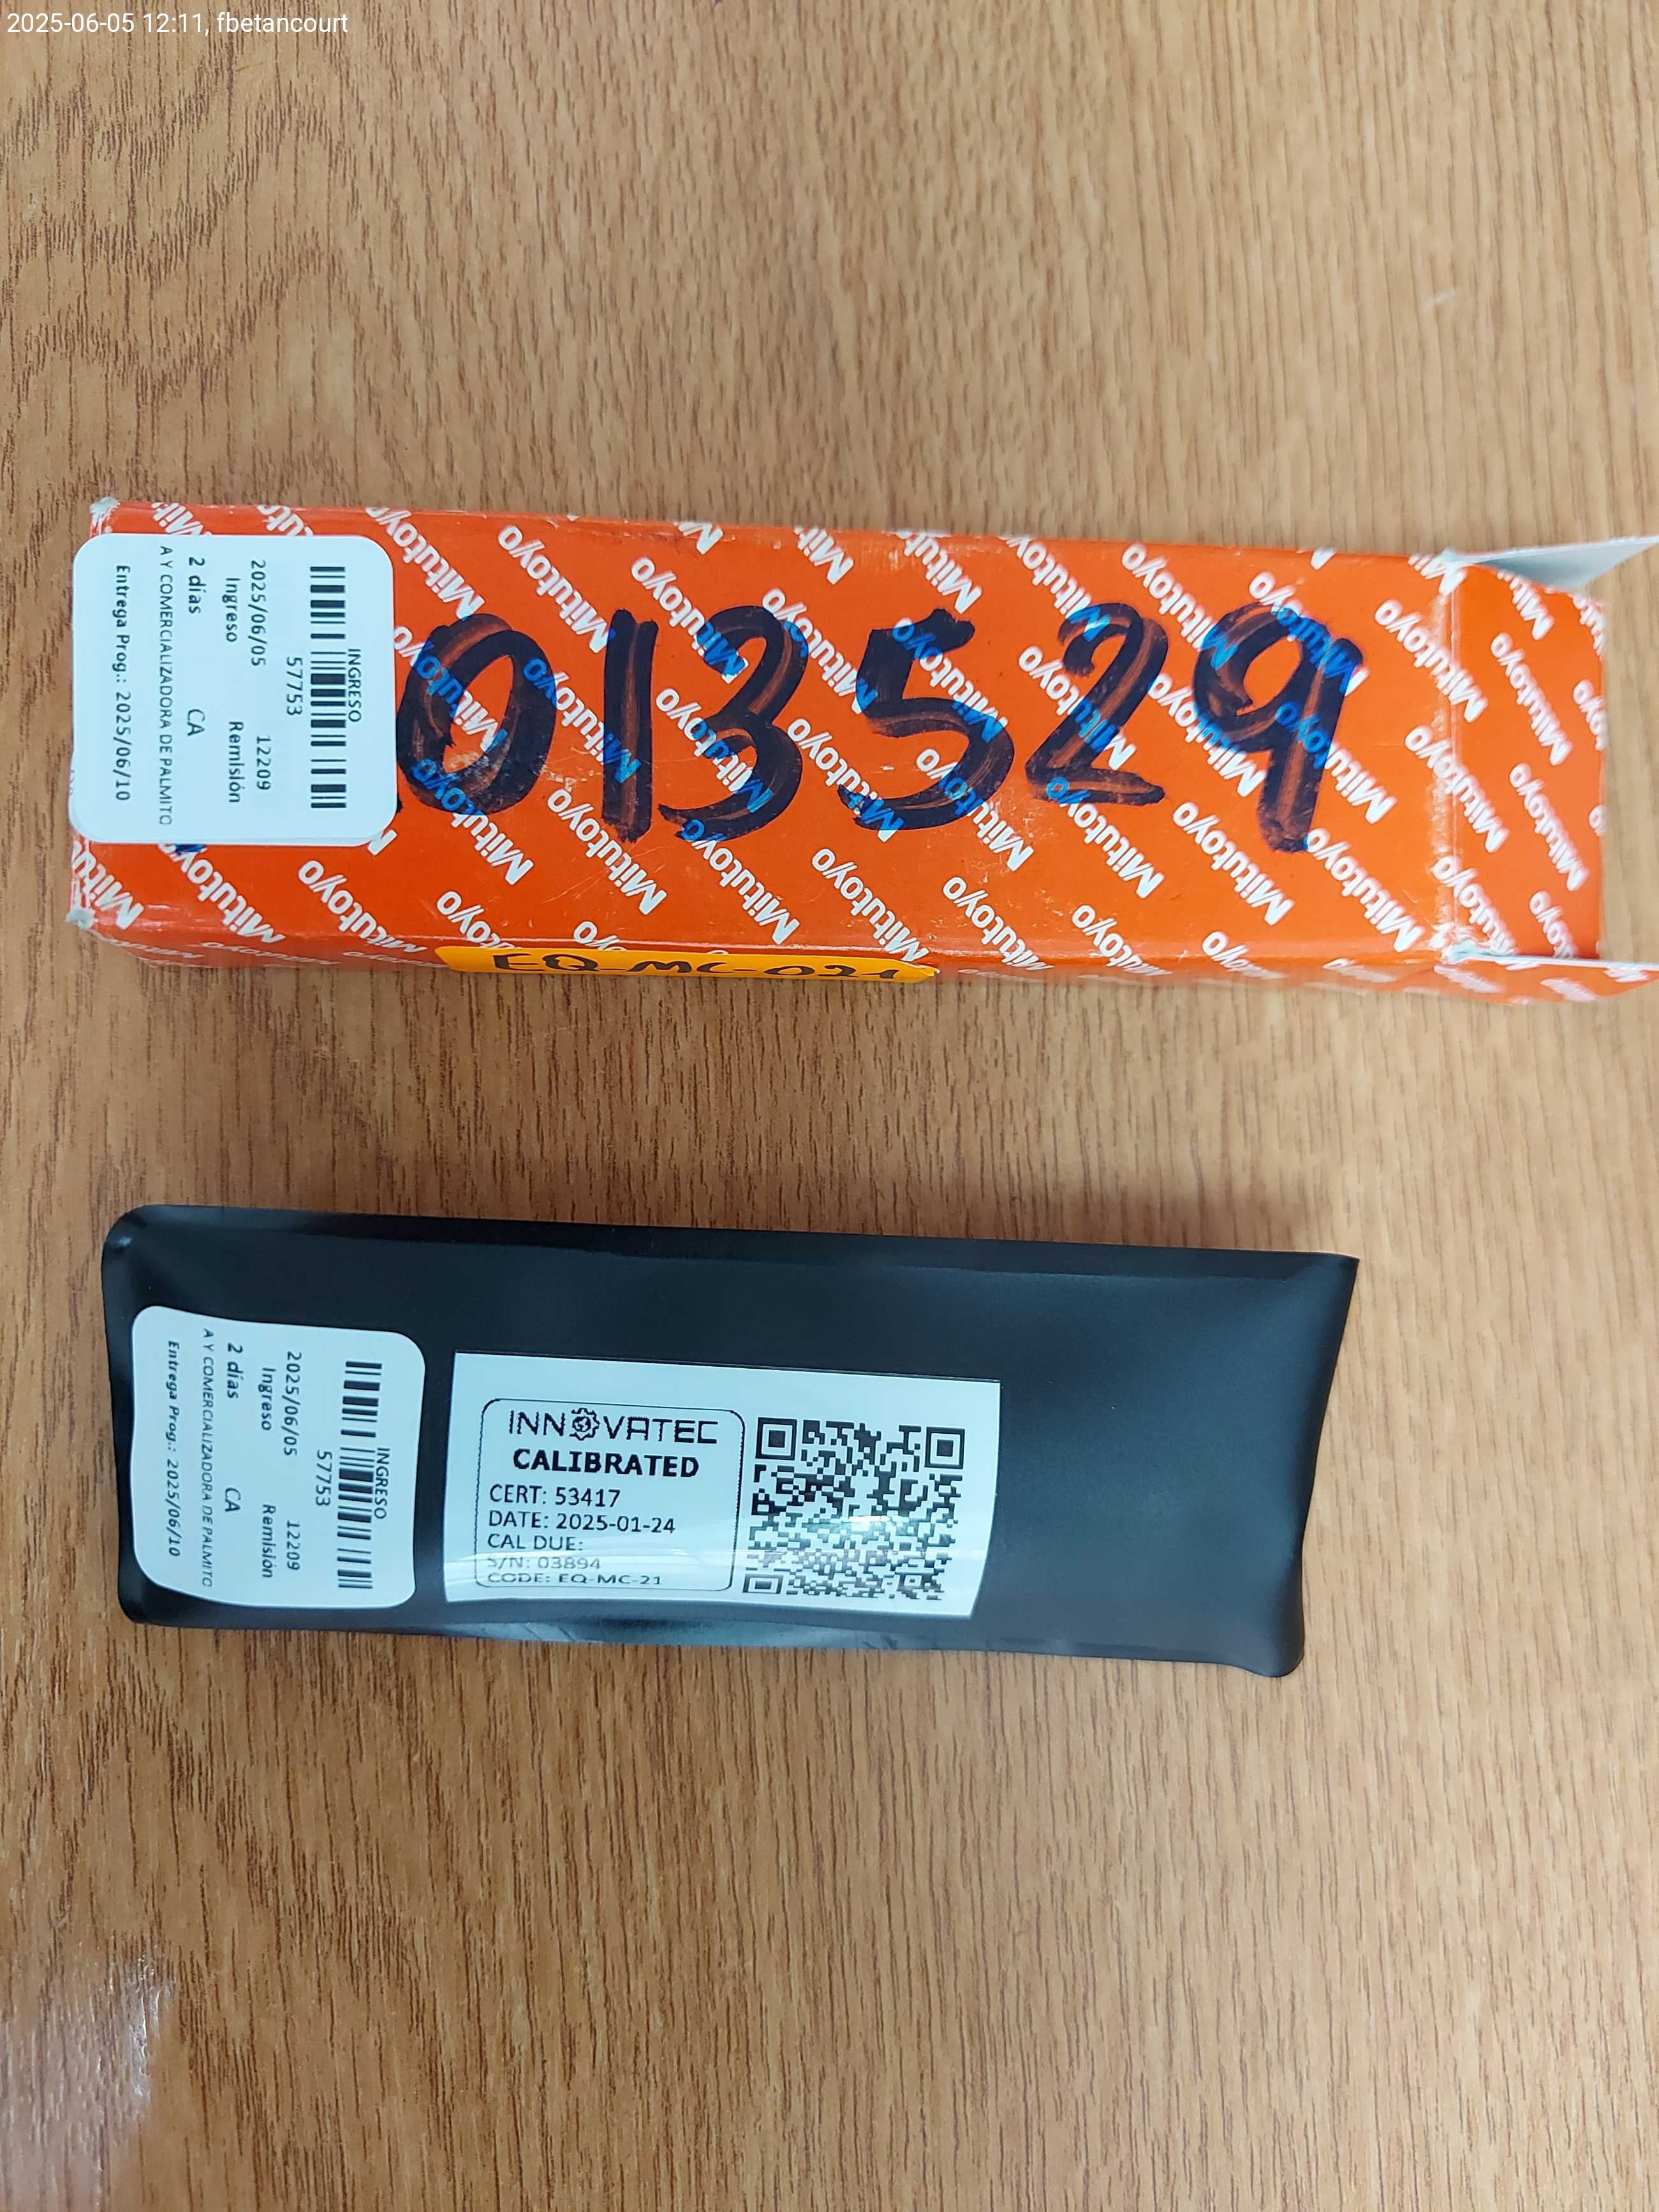 2025-06-05 12:11, fbetancourt
INGRESO
57753
2025/06/05 12209
Ingreso Remisión
2 días CA
A Y COMERCIALIZADORA DE PALMITO
Entrega Prog.: 2025/06/10
013529
Mitutoyo
EQ-MC-021
INGRESO
57753
2025/06/05 12209
Ingreso Remisión
2 días CA
A Y COMERCIALIZADORA DE PALMITO
Entrega Prog.: 2025/06/10
INNOVATEC
CALIBRATED
CERT: 53417
DATE: 2025-01-24
CAL DUE:
S/N: 03894
CODE: EQ-MC-21